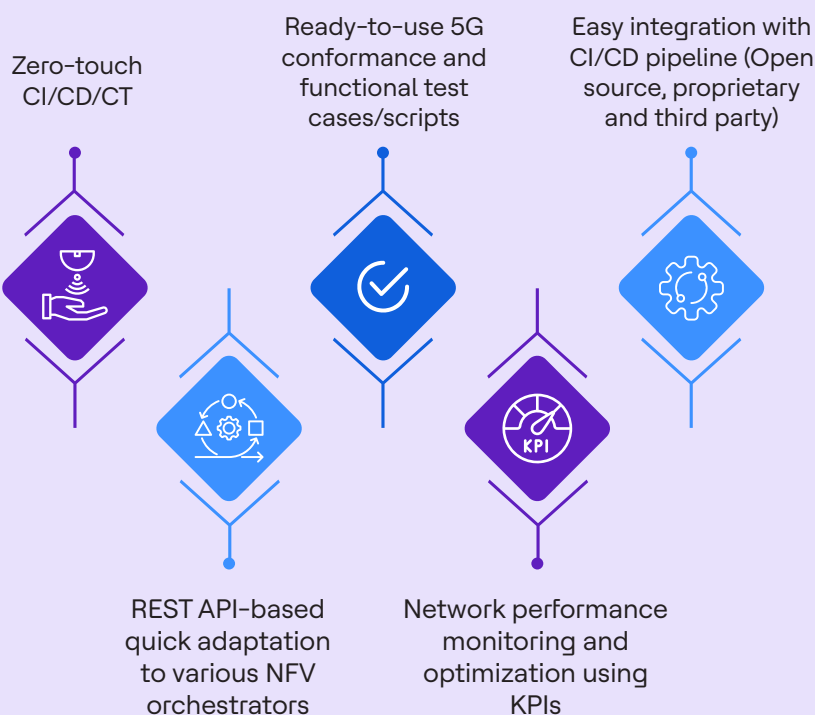 Zero-touch
CI/CD/CT
Ready-to-use 5G
conformance and
functional test
cases/scripts
Easy integration with
CI/CD pipeline (Open
source, proprietary
and third party)
KPI
REST API-based
quick adaptation
to various NFV
orchestrators
Network performance
monitoring and
optimization using
KPIs